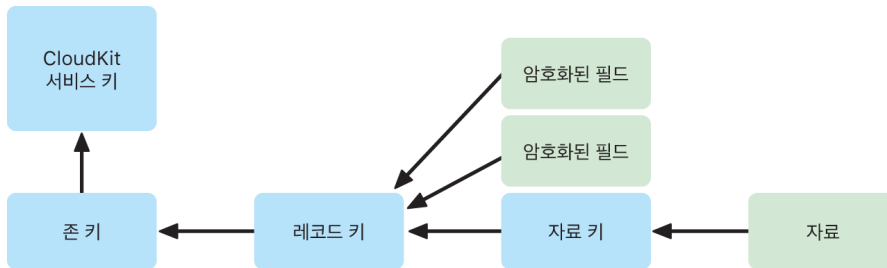 CloudKit
서비스 키
암호화된 필드
암호화된 필드
존 키
레코드 키
자료 키
자료